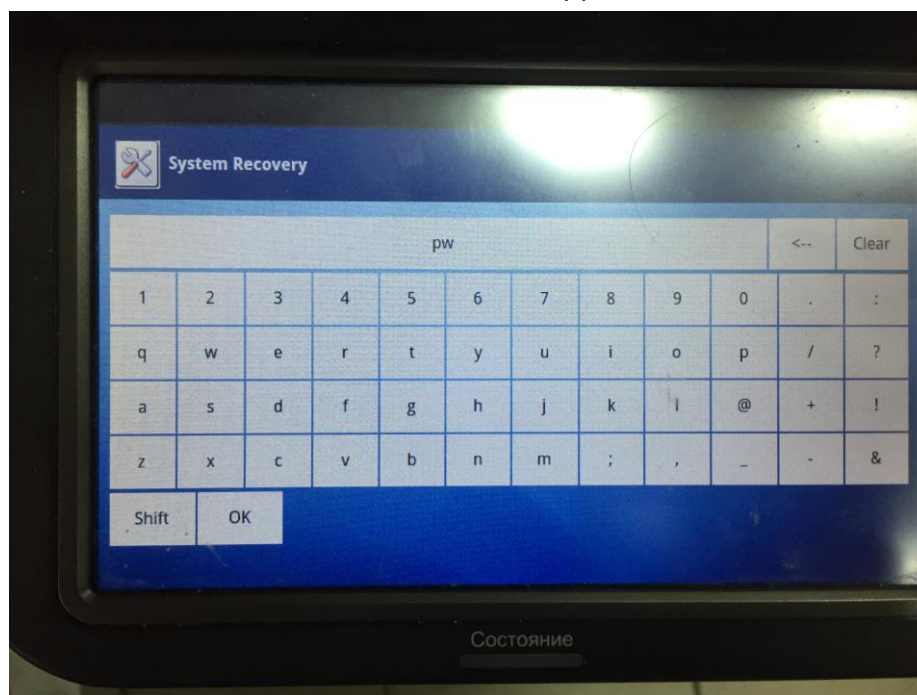 System Recovery
pw <-- Clear
1 2 3 4 5 6 7 8 9 0 . :
q w e r t y u i o p / ?
a s d f g h j k l @ + !
z x c v b n m ; , _ - &
Shift OK
Состояние